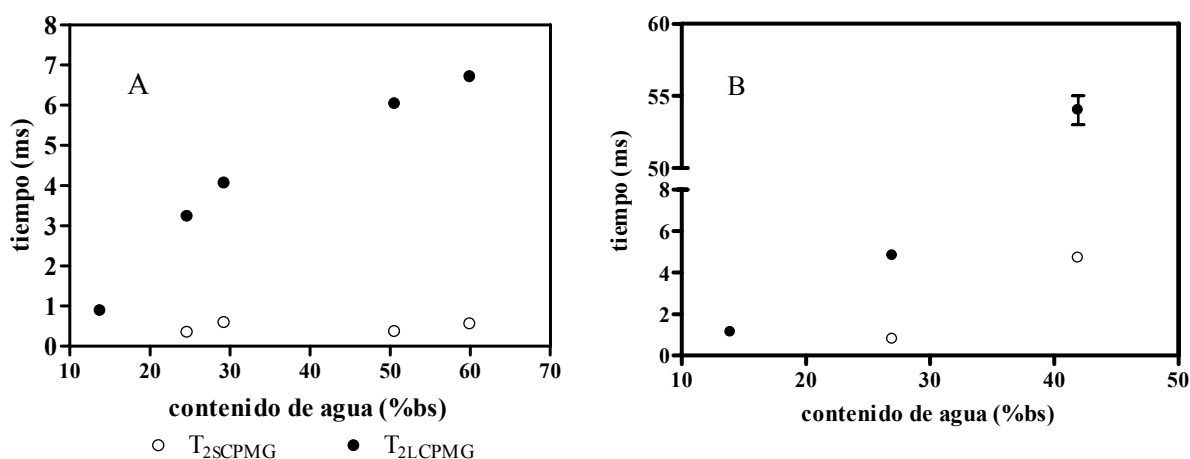 A
tiempo (ms)
8
7
6
5
4
3
2
1
0
10 20 30 40 50 60 70
contenido de agua (%bs)
B
tiempo (ms)
60
55
50
8
6
4
2
0
10 20 30 40 50
contenido de agua (%bs)
T2SCPMG T2LCPMG